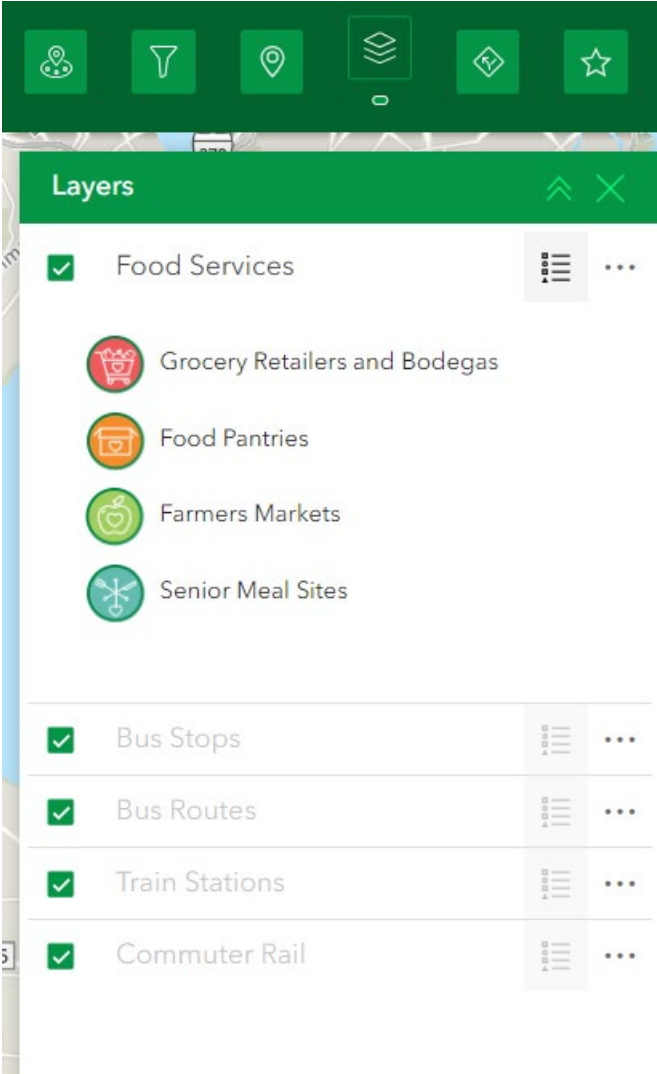 Layers
Food Services
Grocery Retailers and Bodegas
Food Pantries
Farmers Markets
Senior Meal Sites
Bus Stops
Bus Routes
Train Stations
Commuter Rail